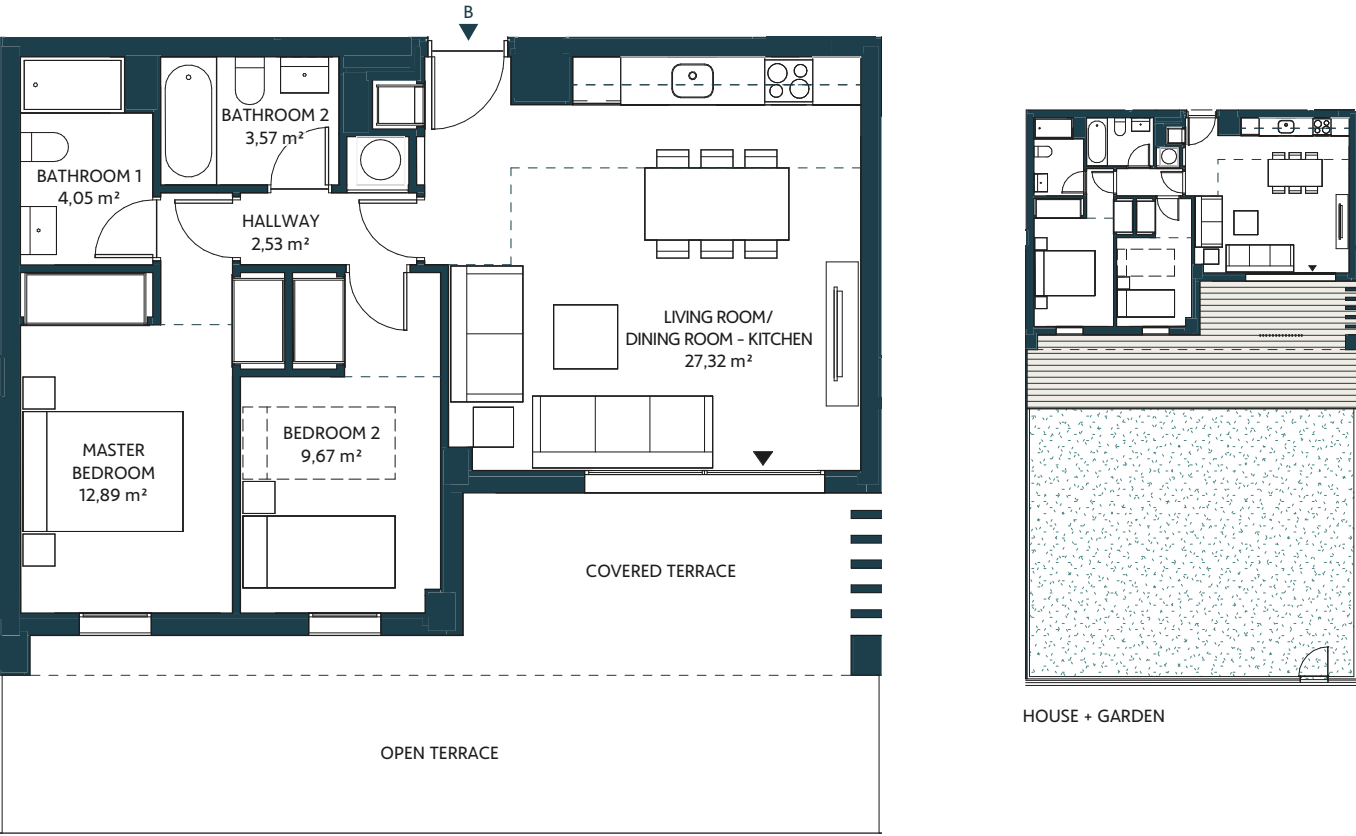 B
BATHROOM 2
3,57 m²
BATHROOM 1
4,05 m²
HALLWAY
2,53 m²
LIVING ROOM/
DINING ROOM – KITCHEN
27,32 m²
MASTER
BEDROOM
12,89 m²
BEDROOM 2
9,67 m²
COVERED TERRACE
OPEN TERRACE
HOUSE + GARDEN